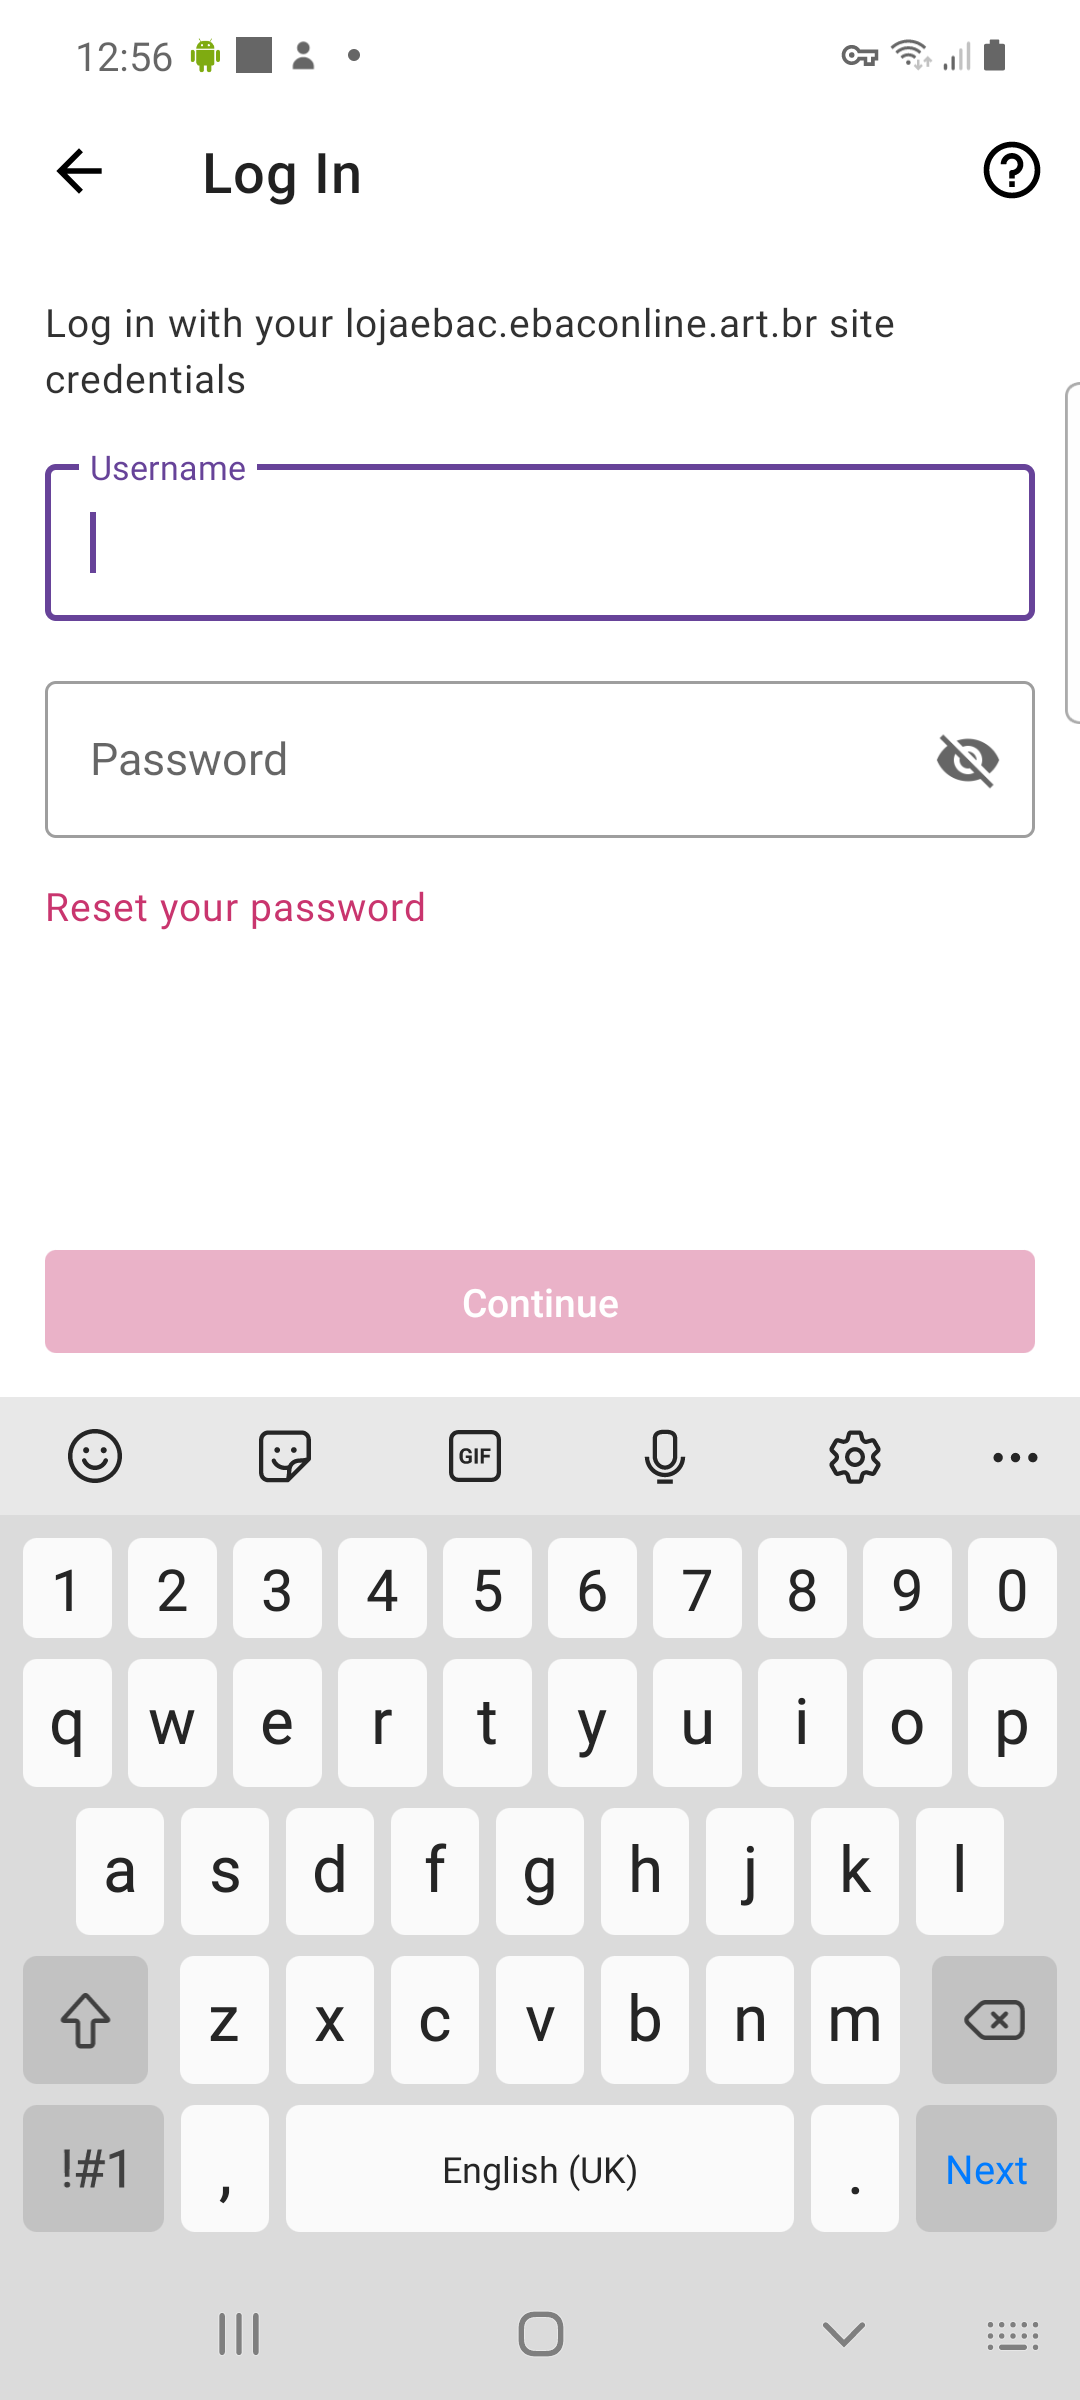 12:56
Log In
Log in with your lojaebac.ebaconline.art.br site
credentials
Username
Password
Reset your password
Continue
GIF
1 2 3 4 5 6 7 8 9 0
q w e r t y u i o p
a s d f g h j k l
z x c v b n m
!#1 , English (UK) . Next